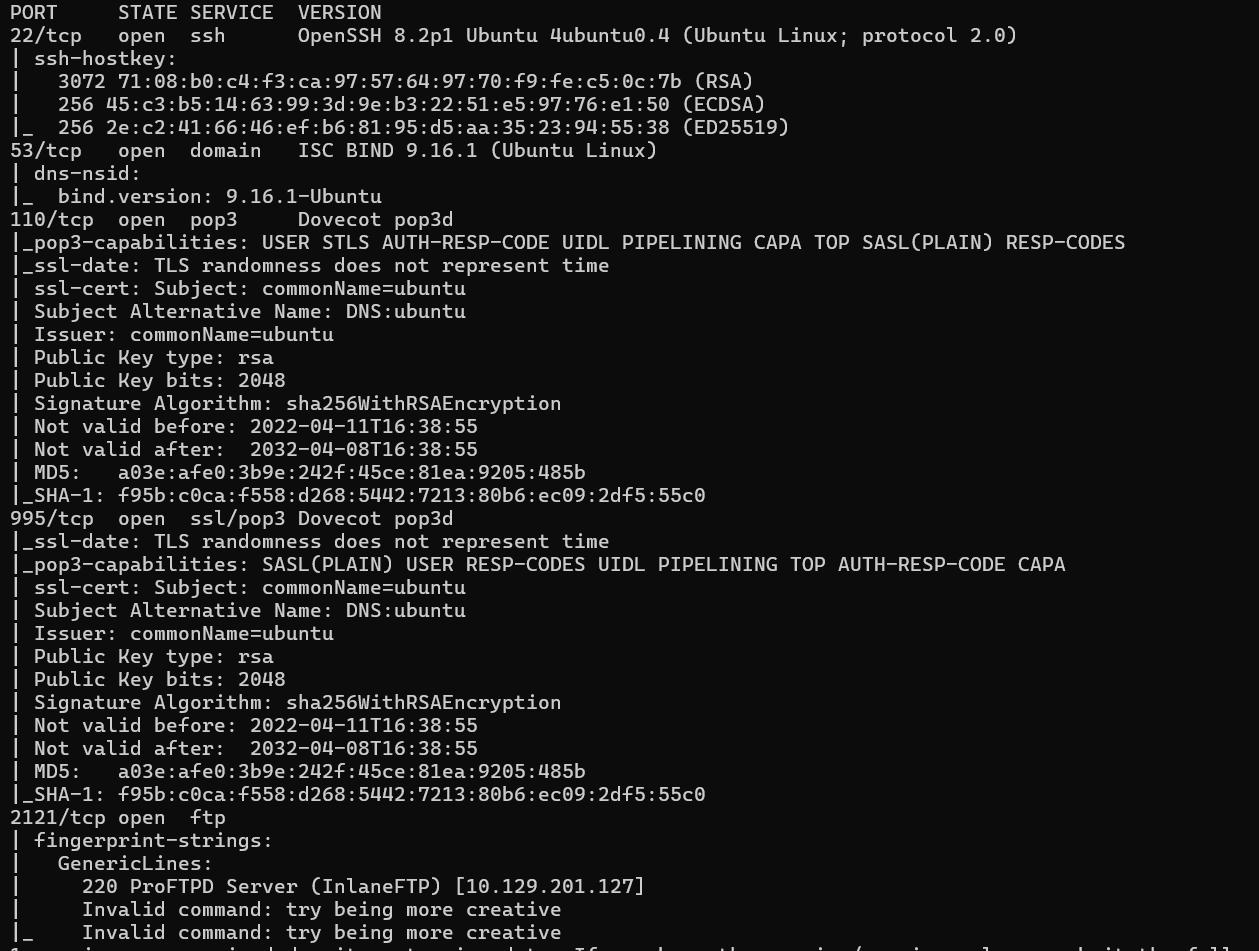 PORT     STATE SERVICE  VERSION
22/tcp   open  ssh      OpenSSH 8.2p1 Ubuntu 4ubuntu0.4 (Ubuntu Linux; protocol 2.0)
| ssh-hostkey:
|   3072 71:08:b0:c4:f3:ca:97:57:64:97:70:f9:fe:c5:0c:7b (RSA)
|   256 45:c3:b5:14:63:99:3d:9e:b3:22:51:e5:97:76:e1:50 (ECDSA)
|_  256 2e:c2:41:66:46:ef:b6:81:95:d5:aa:35:23:94:55:38 (ED25519)
53/tcp   open  domain   ISC BIND 9.16.1 (Ubuntu Linux)
| dns-nsid:
|_  bind.version: 9.16.1-Ubuntu
110/tcp  open  pop3     Dovecot pop3d
|_pop3-capabilities: USER STLS AUTH-RESP-CODE UIDL PIPELINING CAPA TOP SASL(PLAIN) RESP-CODES
|_ssl-date: TLS randomness does not represent time
| ssl-cert: Subject: commonName=ubuntu
| Subject Alternative Name: DNS:ubuntu
| Issuer: commonName=ubuntu
| Public Key type: rsa
| Public Key bits: 2048
| Signature Algorithm: sha256WithRSAEncryption
| Not valid before: 2022-04-11T16:38:55
| Not valid after:  2032-04-08T16:38:55
| MD5:   a03e:afe0:3b9e:242f:45ce:81ea:9205:485b
|_SHA-1: f95b:c0ca:f558:d268:5442:7213:80b6:ec09:2df5:55c0
995/tcp  open  ssl/pop3 Dovecot pop3d
|_ssl-date: TLS randomness does not represent time
|_pop3-capabilities: SASL(PLAIN) USER RESP-CODES UIDL PIPELINING TOP AUTH-RESP-CODE CAPA
| ssl-cert: Subject: commonName=ubuntu
| Subject Alternative Name: DNS:ubuntu
| Issuer: commonName=ubuntu
| Public Key type: rsa
| Public Key bits: 2048
| Signature Algorithm: sha256WithRSAEncryption
| Not valid before: 2022-04-11T16:38:55
| Not valid after:  2032-04-08T16:38:55
| MD5:   a03e:afe0:3b9e:242f:45ce:81ea:9205:485b
|_SHA-1: f95b:c0ca:f558:d268:5442:7213:80b6:ec09:2df5:55c0
2121/tcp open  ftp
| fingerprint-strings:
|   GenericLines:
|     220 ProFTPD Server (InlaneFTP) [10.129.201.127]
|     Invalid command: try being more creative
|_    Invalid command: try being more creative